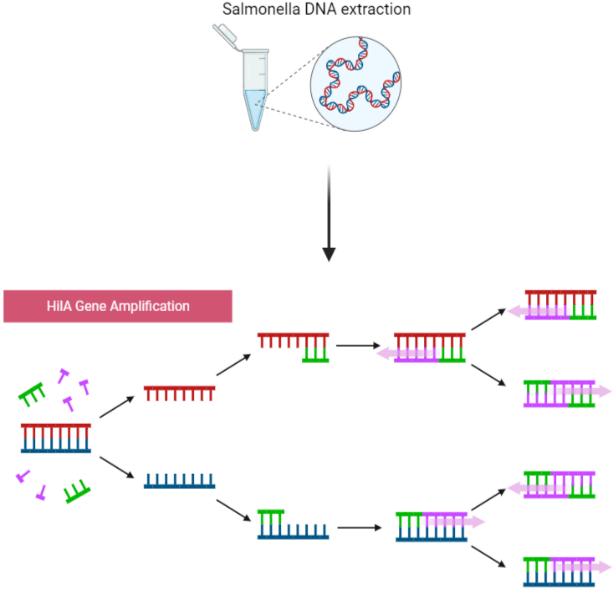 Salmonella DNA extraction
HilA Gene Amplification